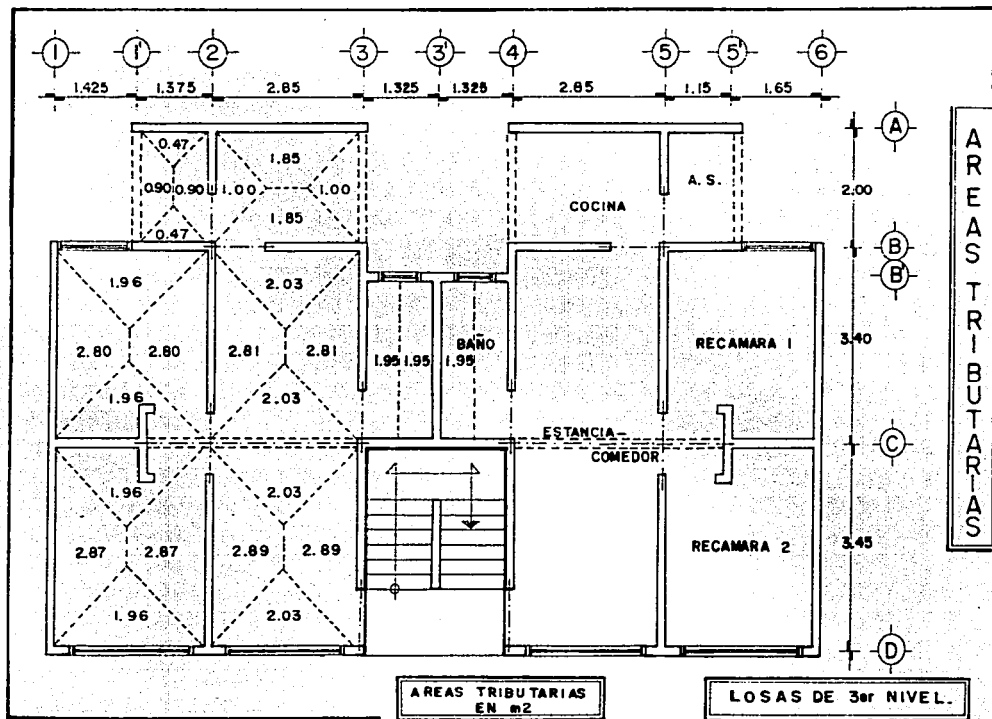 1 1' 2 3 3' 4 5 5' 6
1.425 1.375 2.85 1.325 1.325 2.85 1.15 1.65
A
0.47 1.85
A. S.
0.90 0.90 1.00 1.00
2.00
COCINA
0.47 1.85
B
B'
1.96 2.03
2.80 2.80 2.81 2.81
1.95 1.95 1.95
BAÑO
RECAMARA 1
3.40
1.96 2.03
ESTANCIA-
C
COMEDOR.
1.96 2.03
2.87 2.87 2.89 2.89
RECAMARA 2
3.45
1.96 2.03
D
AREAS TRIBUTARIAS
AREAS TRIBUTARIAS
EN m2
LOSAS DE 3er NIVEL.